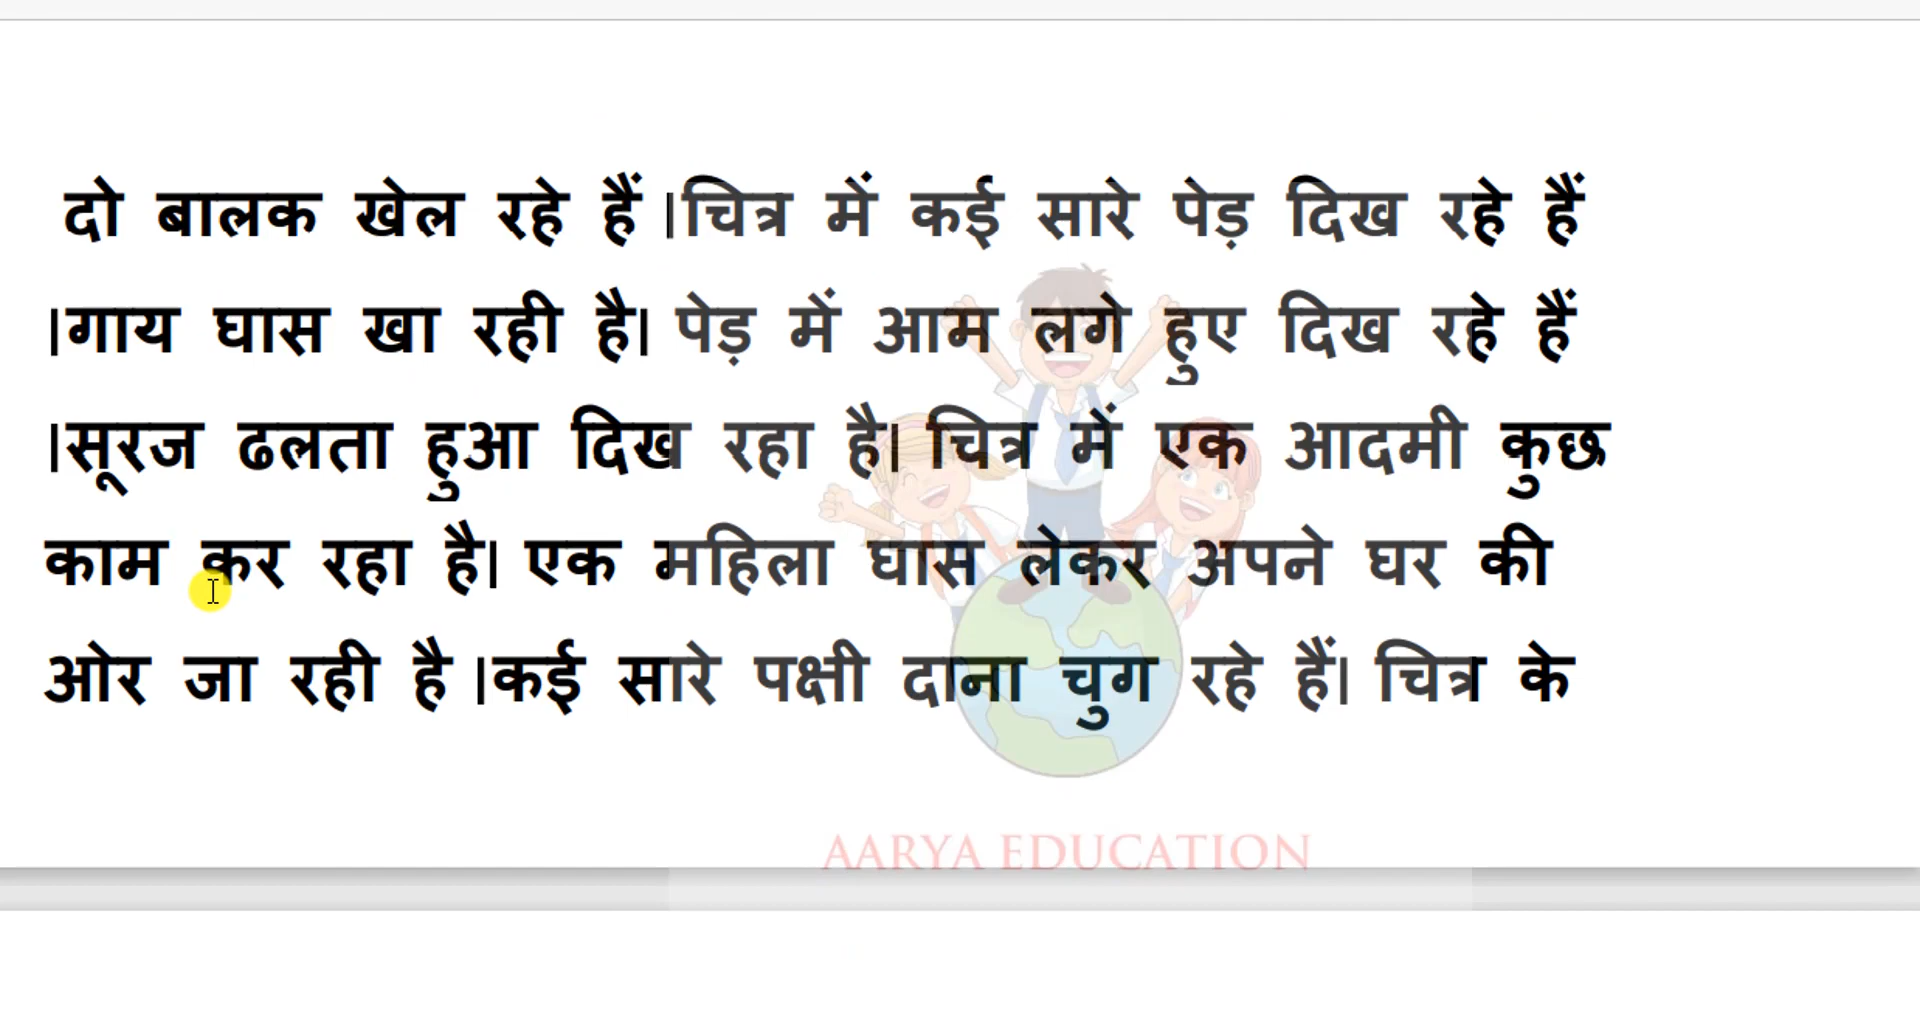 दो बालक खेल रहे हैं |चित्र में कई सारे पेड़ दिख रहे हैं
|गाय घास खा रही है| पेड़ में आम लगे हुए दिख रहे हैं
|सूरज ढलता हुआ दिख रहा है| चित्र में एक आदमी कुछ
काम कर रहा है| एक महिला घास लेकर अपने घर की
ओर जा रही है |कई सारे पक्षी दाना चुग रहे हैं| चित्र के
AARYA EDUCATION